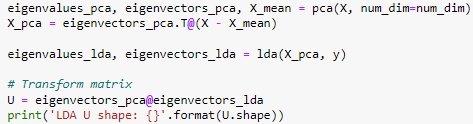 eigenvalues_pca, eigenvectors_pca, X_mean = pca(X, num_dim=num_dim)
X_pca = eigenvectors_pca.T@(X - X_mean)
eigenvalues_lda, eigenvectors_lda = lda(X_pca, y)
# Transform matrix
U = eigenvectors_pca@eigenvectors_lda
print('LDA U shape: {}'.format(U.shape))